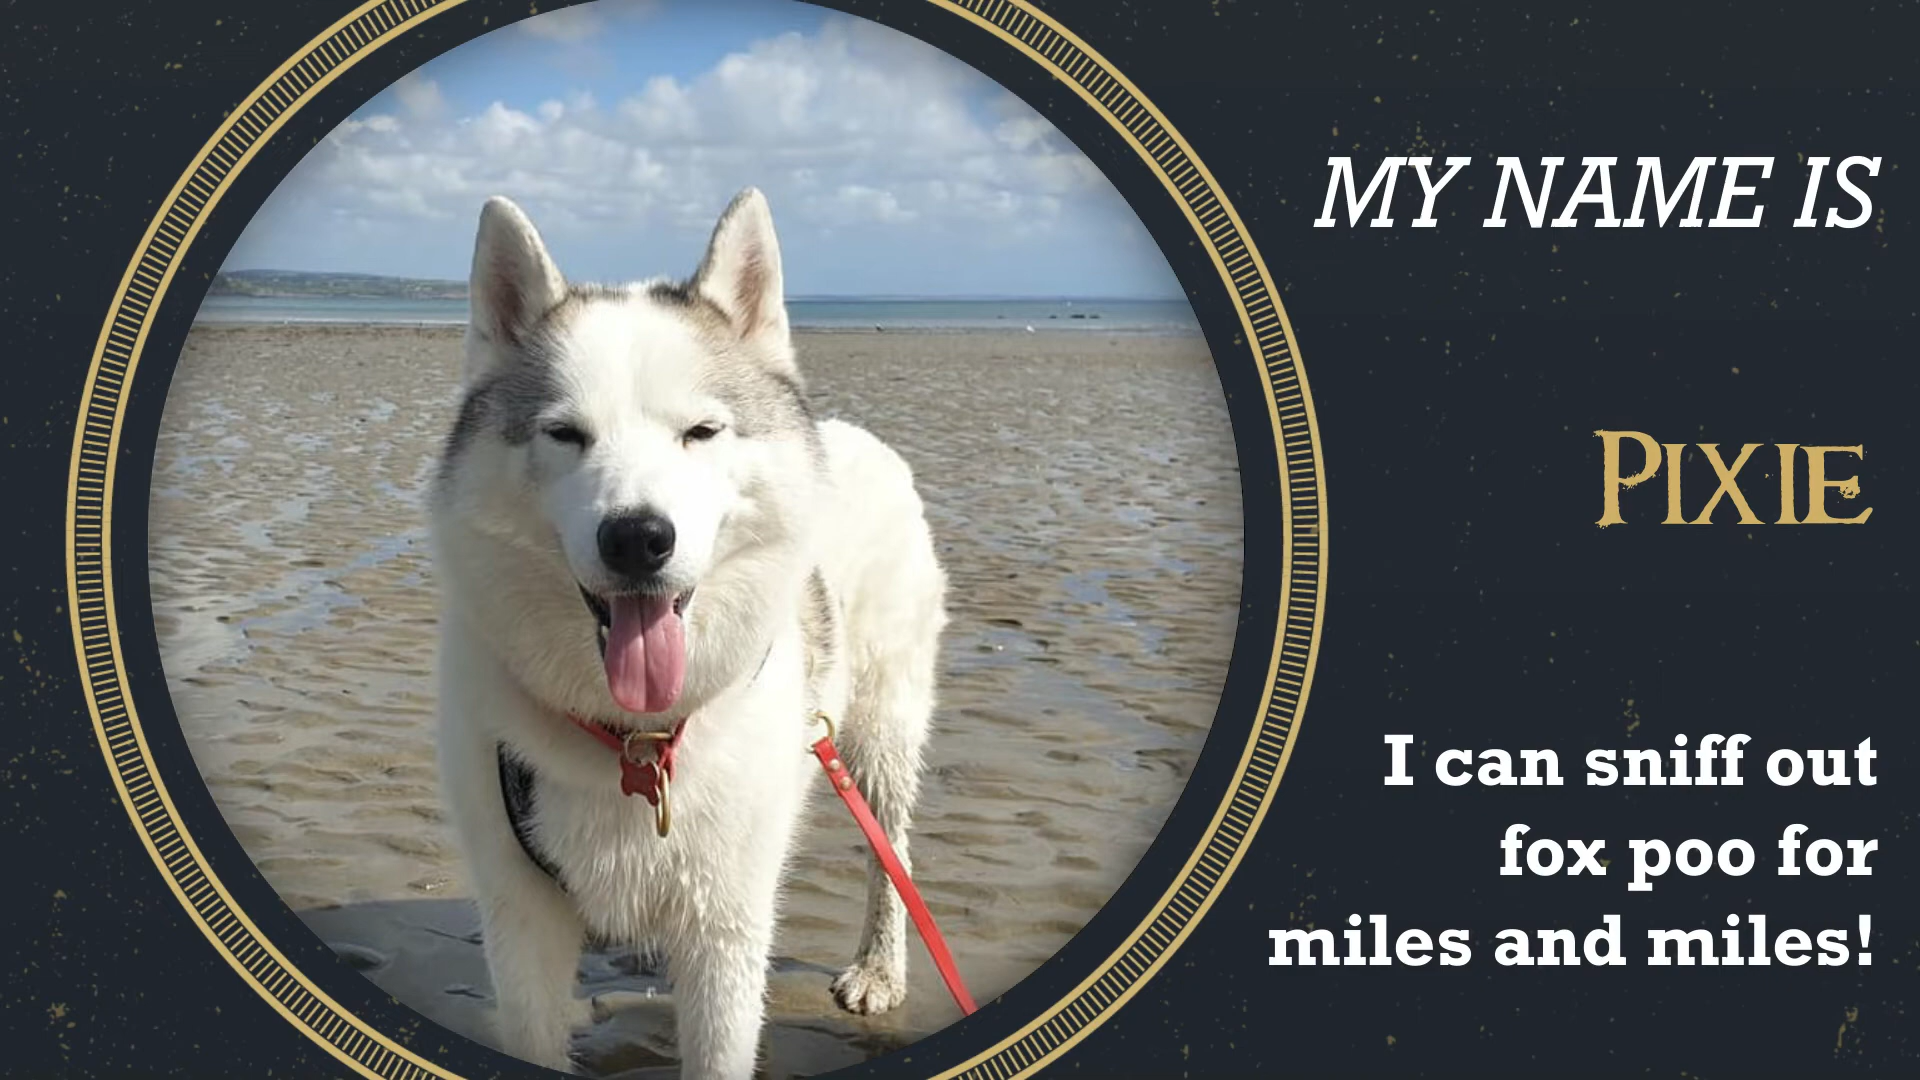 MY NAME IS
PIXIE
I can sniff out
fox poo for
miles and miles!